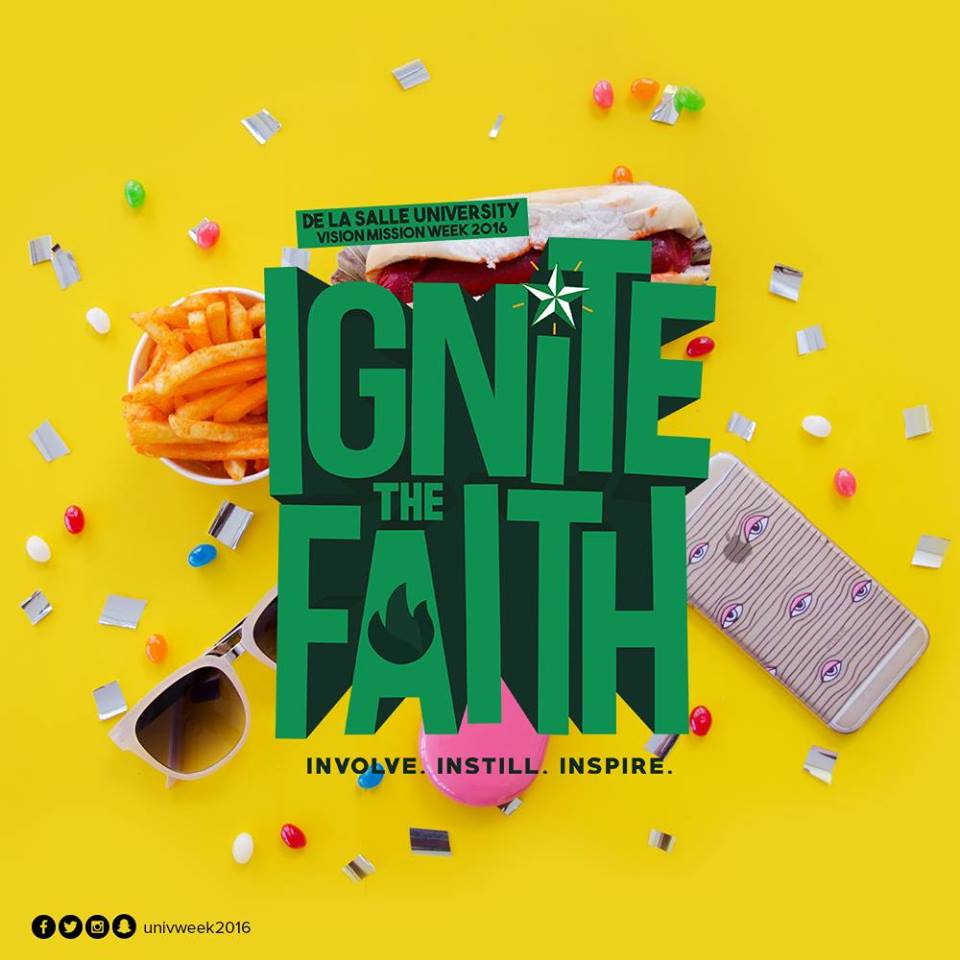 DE LA SALLE UNIVERSITY
VISION MISSION WEEK 2016
IGNiTE
THE
FAITH
INVOLVE. INSTILL. INSPIRE.
univweek2016